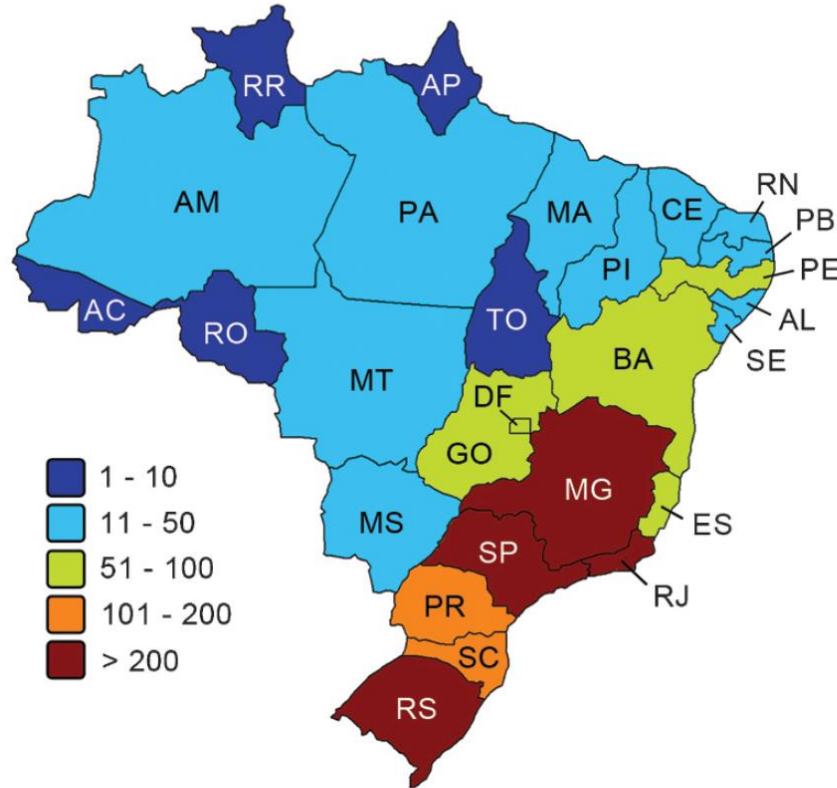 RR
AP
AM
PA
MA
CE
RN
PB
PE
PI
AC
RO
TO
AL
SE
MT
BA
DF
GO
MG
MS
ES
SP
RJ
PR
SC
RS
1 - 10
11 - 50
51 - 100
101 - 200
> 200